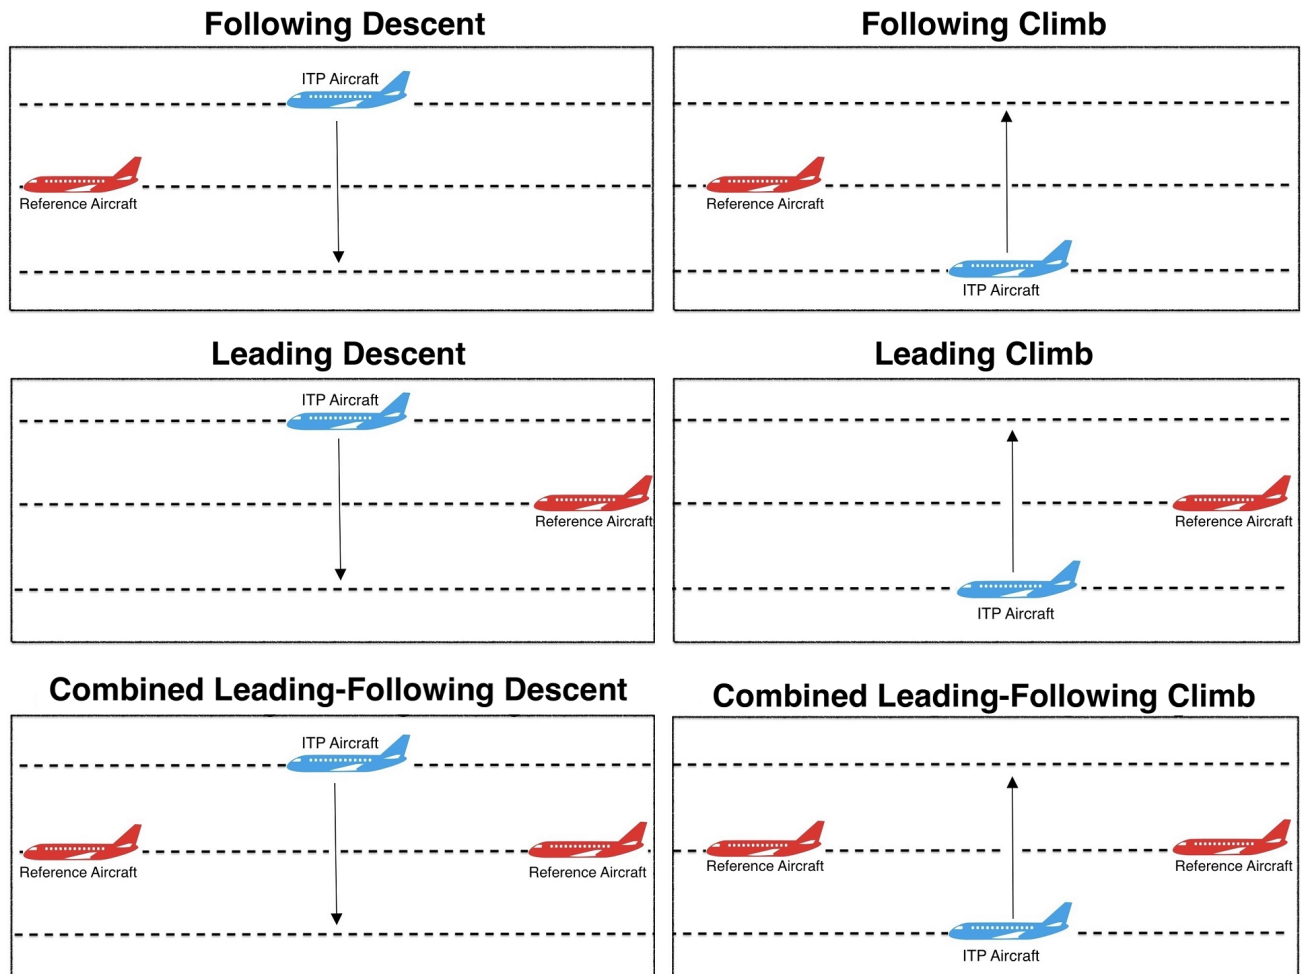 Following Descent
ITP Aircraft
Reference Aircraft
Following Climb
Reference Aircraft
ITP Aircraft
Leading Descent
ITP Aircraft
Reference Aircraft
Leading Climb
Reference Aircraft
ITP Aircraft
Combined Leading-Following Descent
ITP Aircraft
Reference Aircraft
Reference Aircraft
Combined Leading-Following Climb
Reference Aircraft
Reference Aircraft
ITP Aircraft